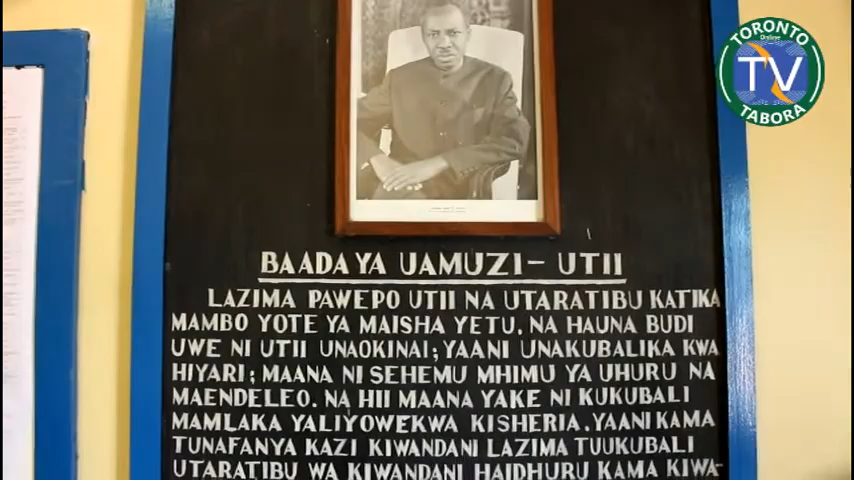 TORONTO
Online
TV
TABORA
BAADA YA UAMUZI - UTII
LAZIMA PAWEPO UTII NA UTARATIBU KATIKA
MAMBO YOTE YA MAISHA YETU. NA HAUNA BUDI
UWE NI UTII UNAOKINAI; YAANI UNAKUBALIKA KWA
HIYARI; MAANA NI SEHEMU MHIMU YA UHURU NA
MAENDELEO. NA HII MAANA YAKE NI KUKUBALI
MAMLAKA YALIYOWEKWA KISHERIA. YAANI KAMA
TUNAFANYA KAZI KIWANDANI LAZIMA TUUKUBALI
UTARATIBU WA KIWANDANI HAIDHURU KAMA KIWA-